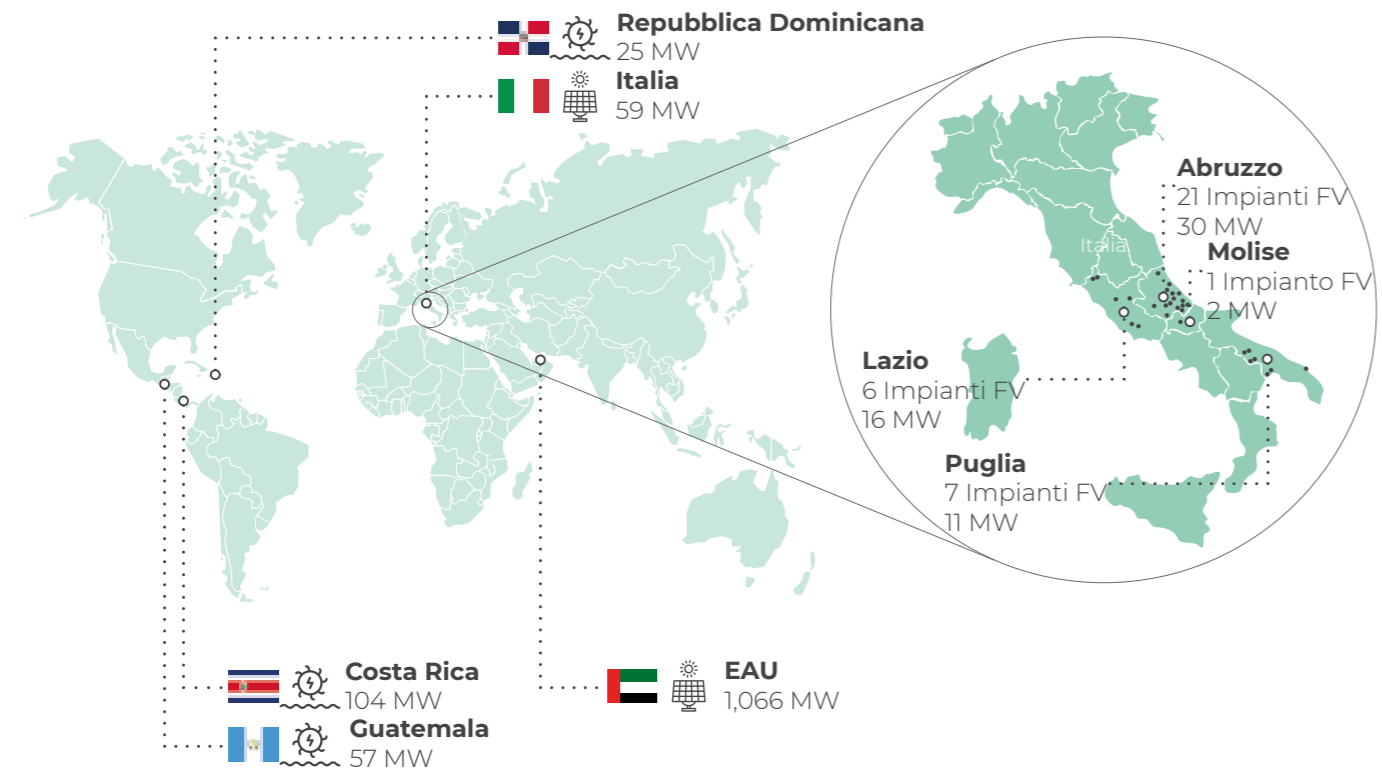 Repubblica Dominicana
25 MW
Italia
59 MW
Abruzzo
21 Impianti FV
30 MW
Italia
Molise
1 Impianto FV
2 MW
Lazio
6 Impianti FV
16 MW
Puglia
7 Impianti FV
11 MW
Costa Rica
104 MW
Guatemala
57 MW
EAU
1,066 MW